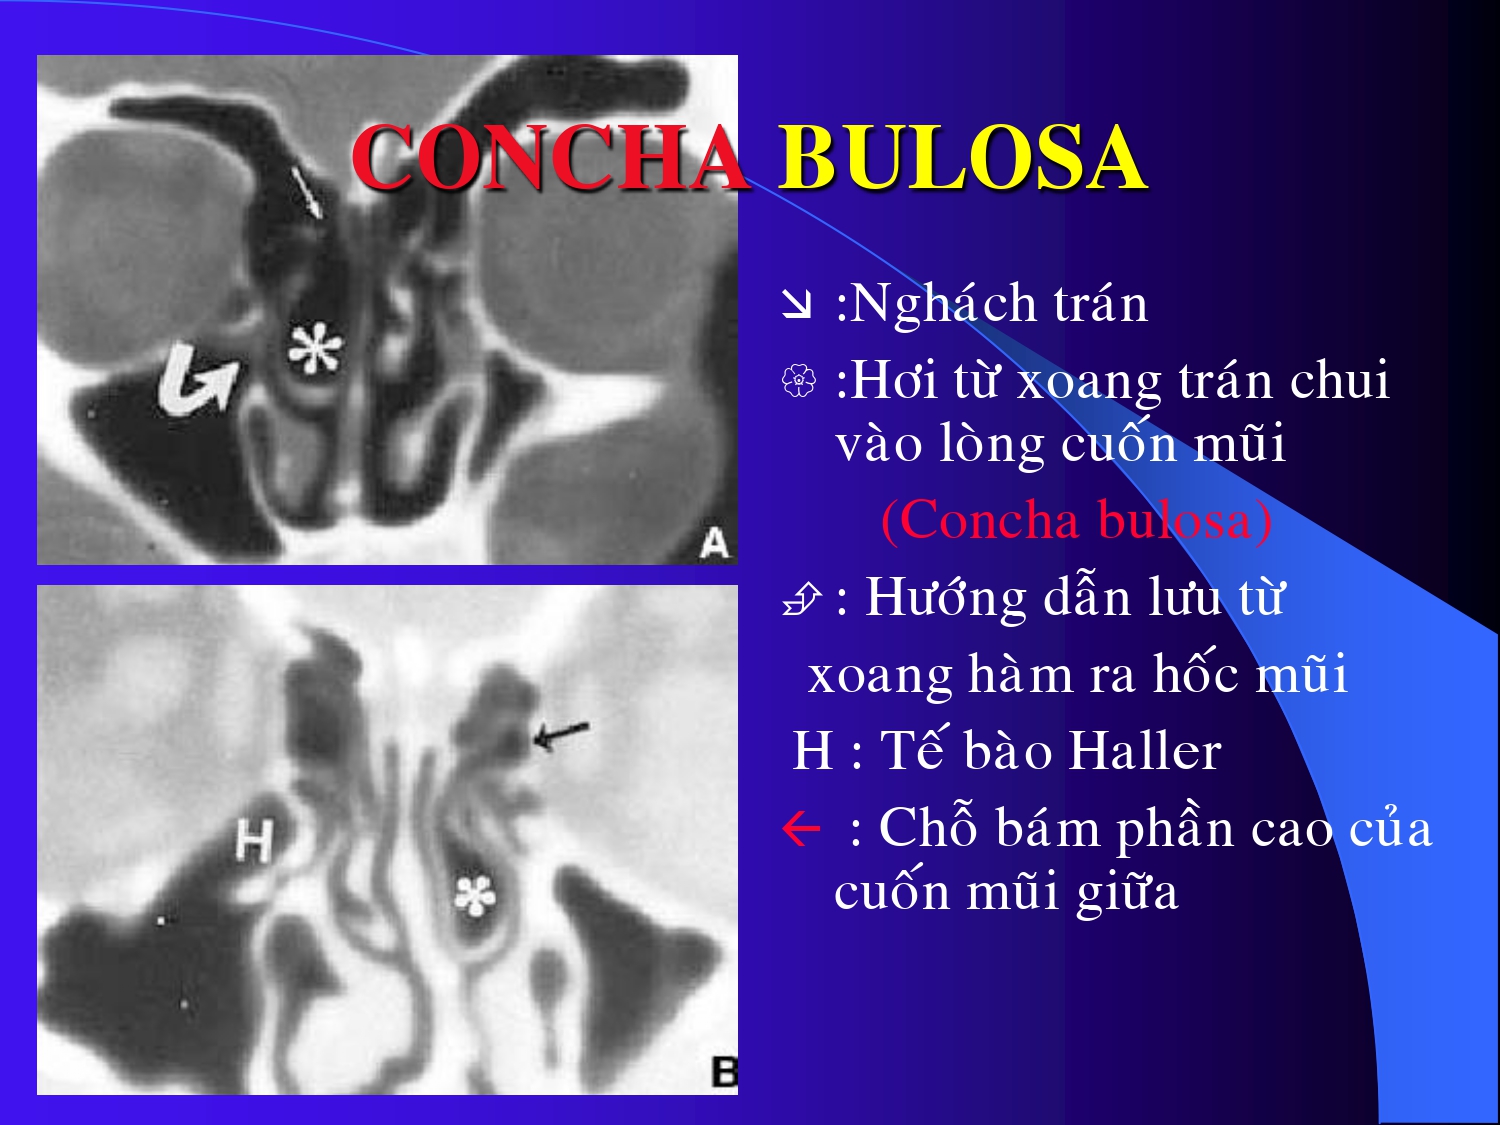 CONCHA BULOSA
:Nghách trán
:Hơi từ xoang trán chui
vào lòng cuốn mũi
(Concha bulosa)
: Hướng dẫn lưu từ
xoang hàm ra hốc mũi
H : Tế bào Haller
: Chỗ bám phần cao của
cuốn mũi giữa
*
A
H
*
B